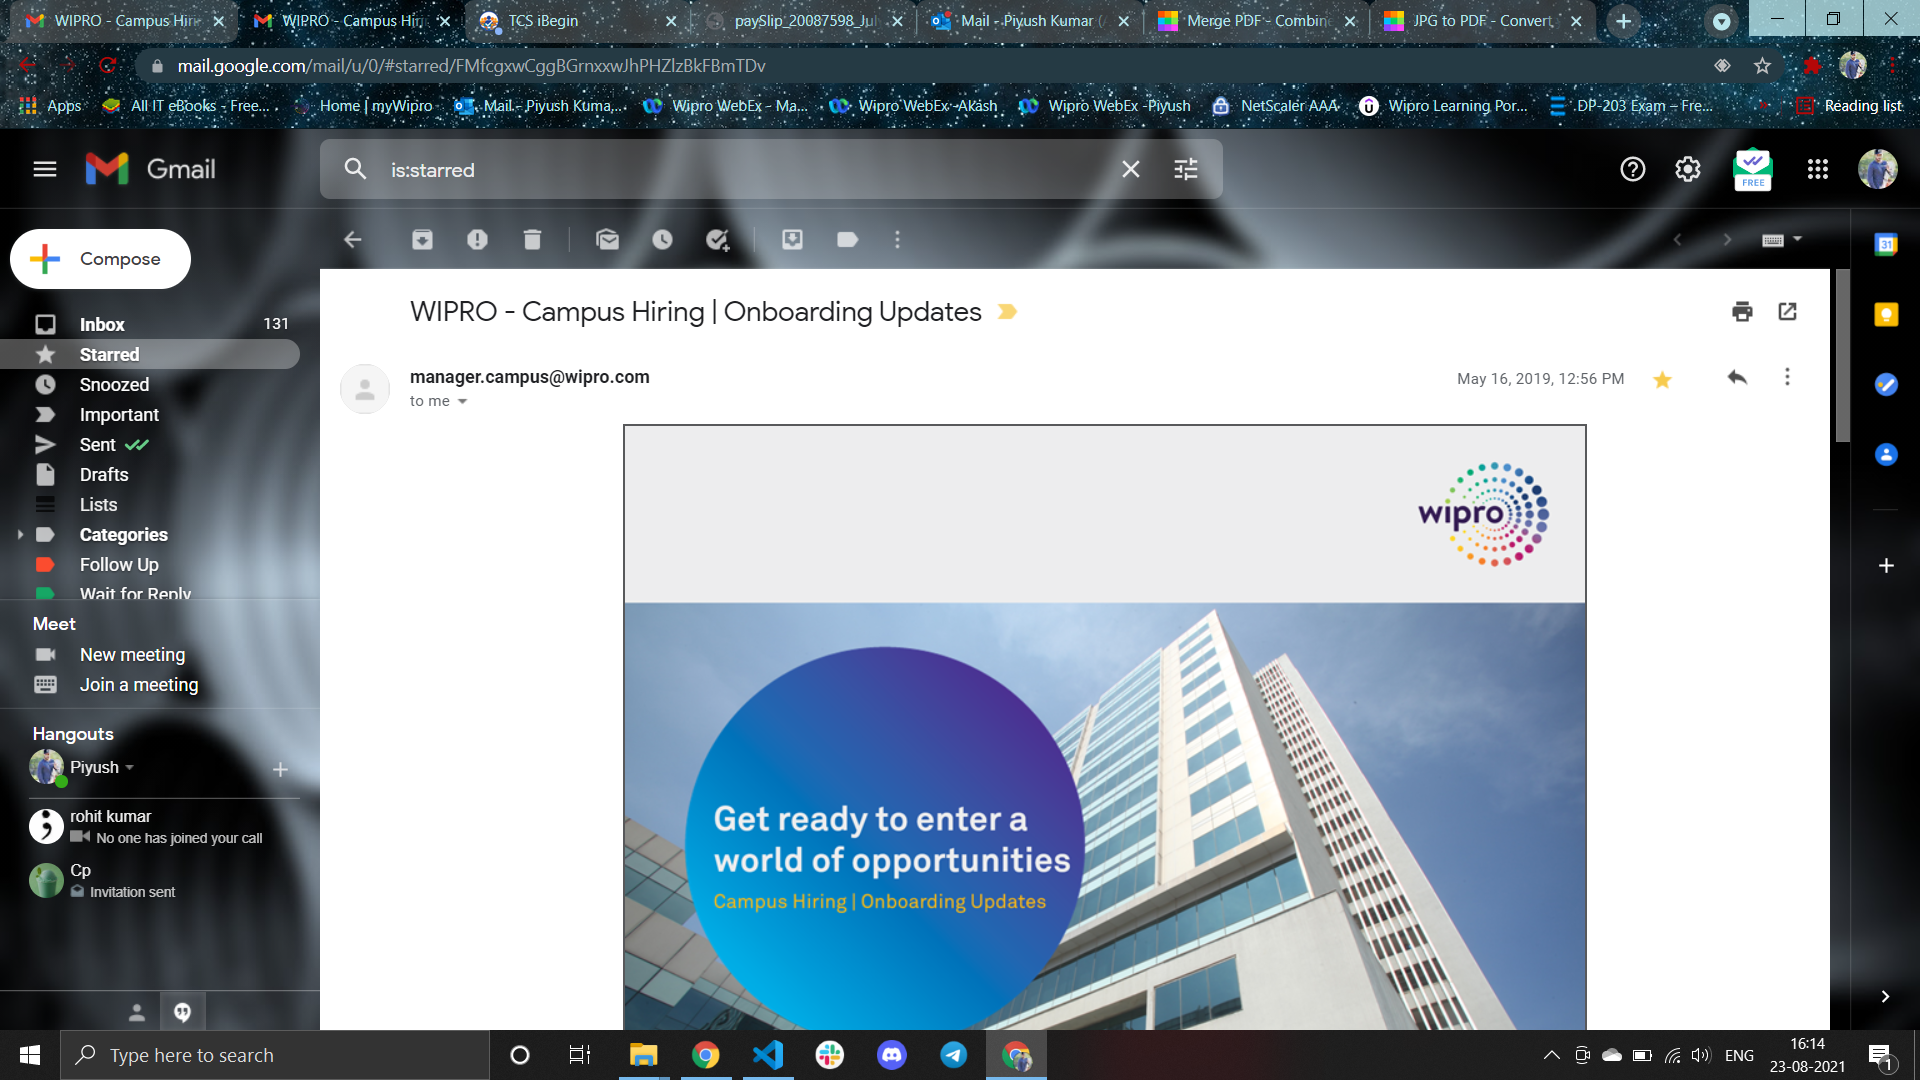 WIPRO - Campus Hiri
WIPRO - Campus Hiri
TCS iBegin
paySlip_20087598_Jul
Mail - Piyush Kumar (
Merge PDF - Combine
JPG to PDF - Convert
mail.google.com/mail/u/0/#starred/FMfcgxwCggBGrnxxwJhPHZlzBkFBmTDv
Apps
All IT eBooks - Free...
Home | myWipro
Mail - Piyush Kuma...
Wipro WebEx - Ma...
Wipro WebEx -Akash
Wipro WebEx -Piyush
NetScaler AAA
Wipro Learning Por...
DP-203 Exam – Fre...
Reading list
Gmail
is:starred
FREE
Compose
Inbox 131
Starred
Snoozed
Important
Sent
Drafts
Lists
Categories
Follow Up
Wait for Reply
Meet
New meeting
Join a meeting
Hangouts
Piyush
rohit kumar
No one has joined your call
Cp
Invitation sent
WIPRO - Campus Hiring | Onboarding Updates
manager.campus@wipro.com
to me
May 16, 2019, 12:56 PM
wipro
Get ready to enter a
world of opportunities
Campus Hiring | Onboarding Updates
31
Type here to search
ENG
16:14
23-08-2021
1